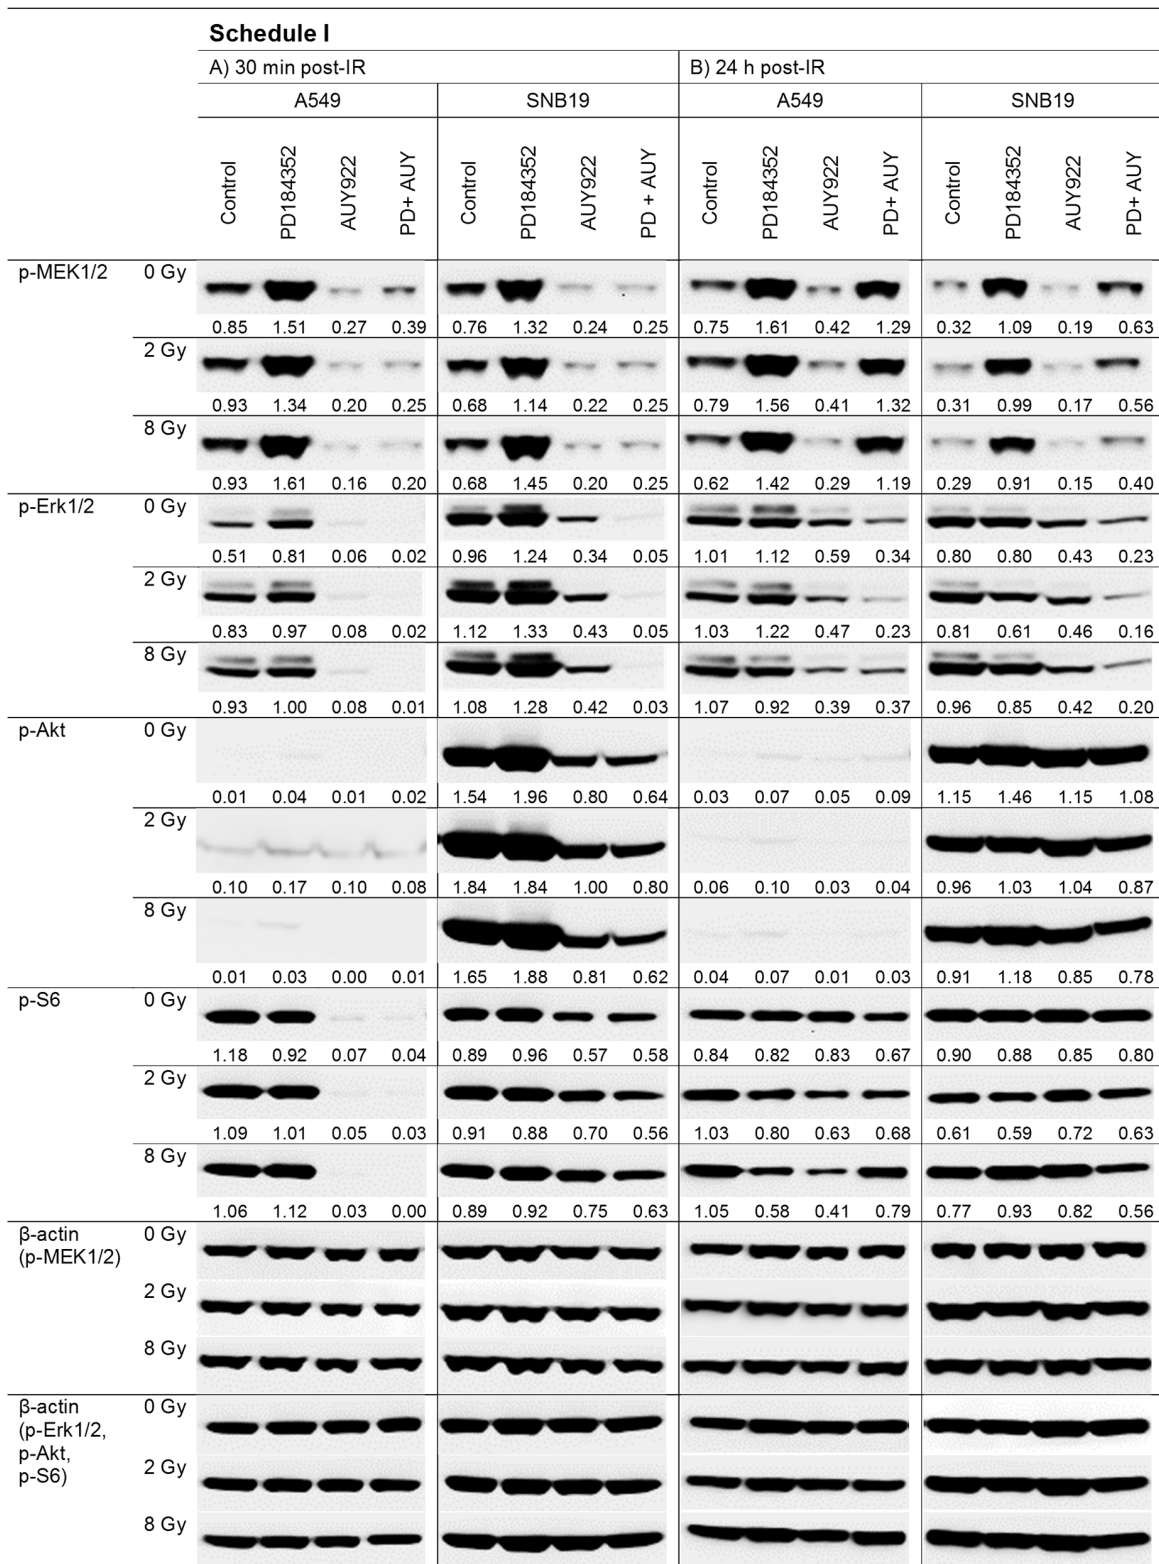 Schedule I
A) 30 min post-IR B) 24 h post-IR
A549 SNB19 A549 SNB19
Control PD184352 AUY922 PD+ AUY Control PD184352 AUY922 PD + AUY Control PD184352 AUY922 PD+ AUY Control PD184352 AUY922 PD+ AUY
p-MEK1/2 0 Gy
0.85 1.51 0.27 0.39 0.76 1.32 0.24 0.25 0.75 1.61 0.42 1.29 0.32 1.09 0.19 0.63
2 Gy
0.93 1.34 0.20 0.25 0.68 1.14 0.22 0.25 0.79 1.56 0.41 1.32 0.31 0.99 0.17 0.56
8 Gy
0.93 1.61 0.16 0.20 0.68 1.45 0.20 0.25 0.62 1.42 0.29 1.19 0.29 0.91 0.15 0.40
p-Erk1/2 0 Gy
0.51 0.81 0.06 0.02 0.96 1.24 0.34 0.05 1.01 1.12 0.59 0.34 0.80 0.80 0.43 0.23
2 Gy
0.83 0.97 0.08 0.02 1.12 1.33 0.43 0.05 1.03 1.22 0.47 0.23 0.81 0.61 0.46 0.16
8 Gy
0.93 1.00 0.08 0.01 1.08 1.28 0.42 0.03 1.07 0.92 0.39 0.37 0.96 0.85 0.42 0.20
p-Akt 0 Gy
0.01 0.04 0.01 0.02 1.54 1.96 0.80 0.64 0.03 0.07 0.05 0.09 1.15 1.46 1.15 1.08
2 Gy
0.10 0.17 0.10 0.08 1.84 1.84 1.00 0.80 0.06 0.10 0.03 0.04 0.96 1.03 1.04 0.87
8 Gy
0.01 0.03 0.00 0.01 1.65 1.88 0.81 0.62 0.04 0.07 0.01 0.03 0.91 1.18 0.85 0.78
p-S6 0 Gy
1.18 0.92 0.07 0.04 0.89 0.96 0.57 0.58 0.84 0.82 0.83 0.67 0.90 0.88 0.85 0.80
2 Gy
1.09 1.01 0.05 0.03 0.91 0.88 0.70 0.56 1.03 0.80 0.63 0.68 0.61 0.59 0.72 0.63
8 Gy
1.06 1.12 0.03 0.00 0.89 0.92 0.75 0.63 1.05 0.58 0.41 0.79 0.77 0.93 0.82 0.56
β-actin 0 Gy
(p-MEK1/2)
2 Gy
8 Gy
β-actin 0 Gy
(p-Erk1/2,
p-Akt,
p-S6) 2 Gy
8 Gy